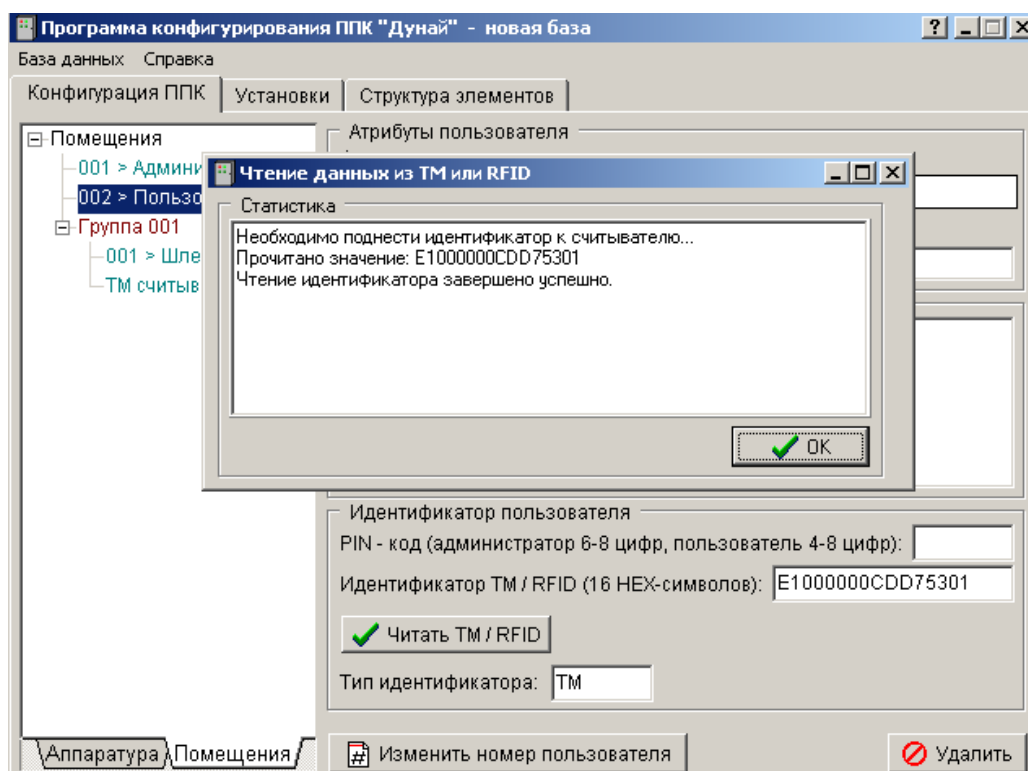 Программа конфигурирования ППК "Дунай" - новая база
База данных Справка
Конфигурация ППК Установки Структура элементов
Помещения
001 > Админи
002 > Пользо
Группа 001
001 > Шле
ТМ считыв
Атрибуты пользователя
Чтение данных из ТМ или RFID
Статистика
Необходимо поднести идентификатор к считывателю...
Прочитано значение: E1000000CDD75301
Чтение идентификатора завершено успешно.
OK
Идентификатор пользователя
PIN - код (администратор 6-8 цифр, пользователь 4-8 цифр):
Идентификатор ТМ / RFID (16 HEX-символов): E1000000CDD75301
Читать ТМ / RFID
Тип идентификатора: ТМ
Аппаратура Помещения
Изменить номер пользователя
Удалить